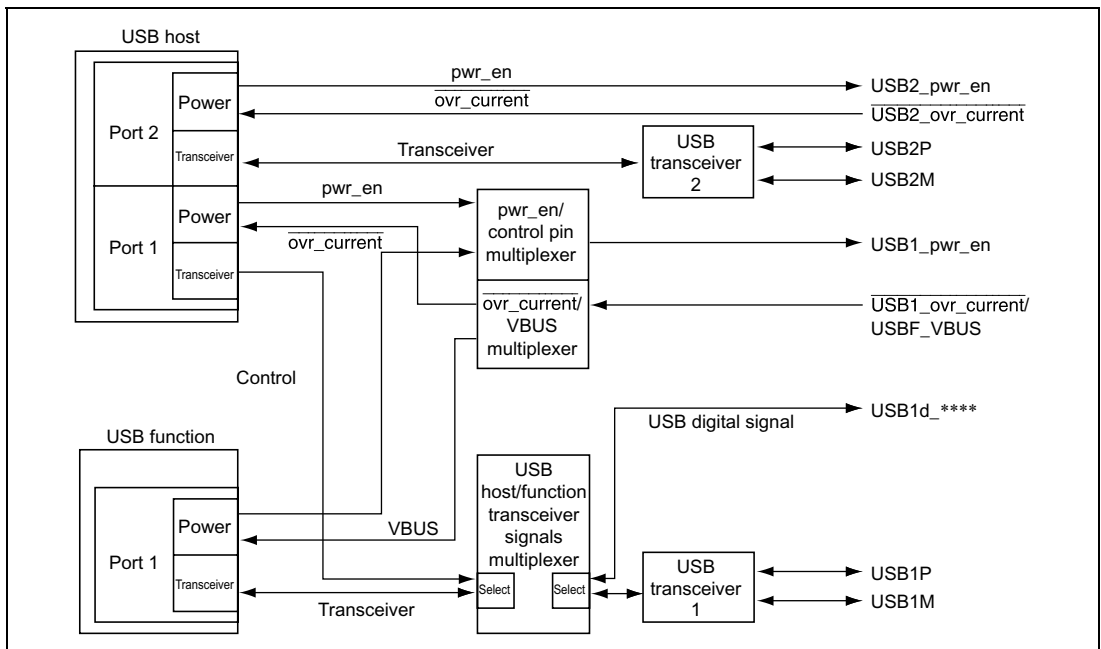 USB host
Port 2
Power
Transceiver
Port 1
Power
Transceiver
pwr_en
ovr_current
Transceiver
USB
transceiver
2
USB2_pwr_en
USB2_ovr_current
USB2P
USB2M
pwr_en
ovr_current
pwr_en/
control pin
multiplexer
ovr_current/
VBUS
multiplexer
USB1_pwr_en
USB1_ovr_current/
USBF_VBUS
Control
USB function
Port 1
Power
Transceiver
VBUS
Transceiver
USB
host/function
transceiver
signals
multiplexer
Select
Select
USB digital signal
USB1d_****
USB
transceiver
1
USB1P
USB1M